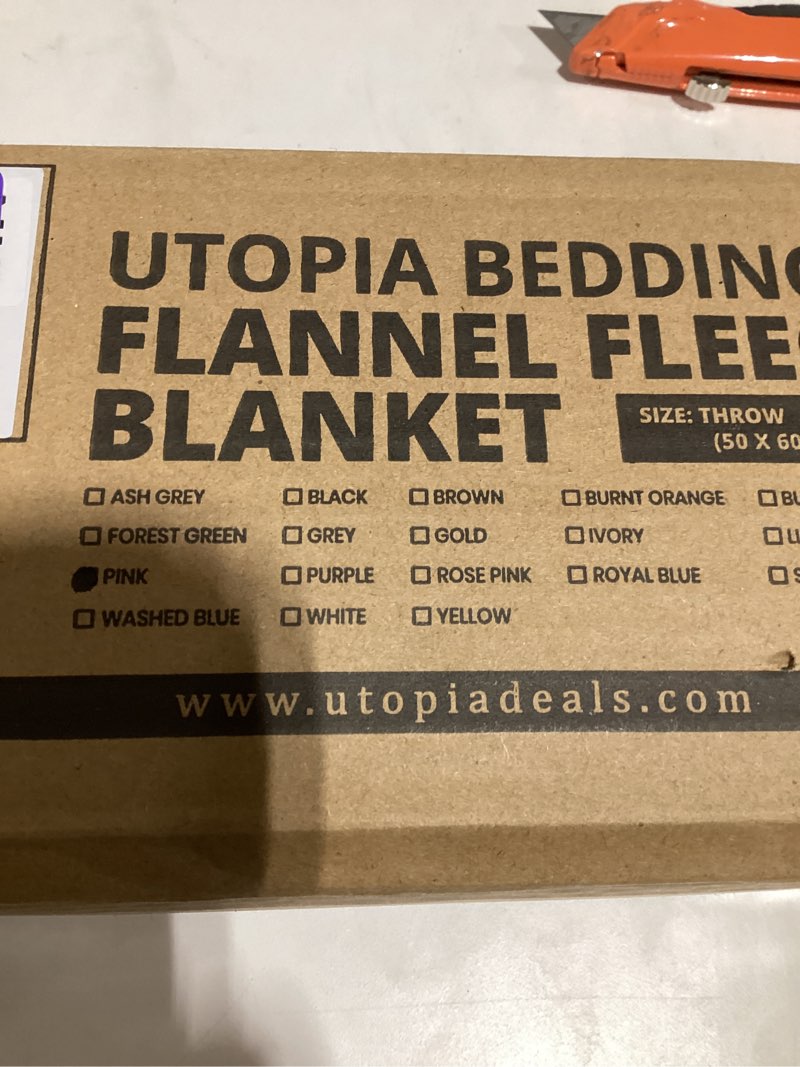 UTOPIA BEDDING
FLANNEL FLEE
BLANKET
SIZE: THROW
(50 X 60
ASH GREY BLACK BROWN BURNT ORANGE
FOREST GREEN GREY GOLD IVORY
PINK PURPLE ROSE PINK ROYAL BLUE
WASHED BLUE WHITE YELLOW
www.utopiadeals.com